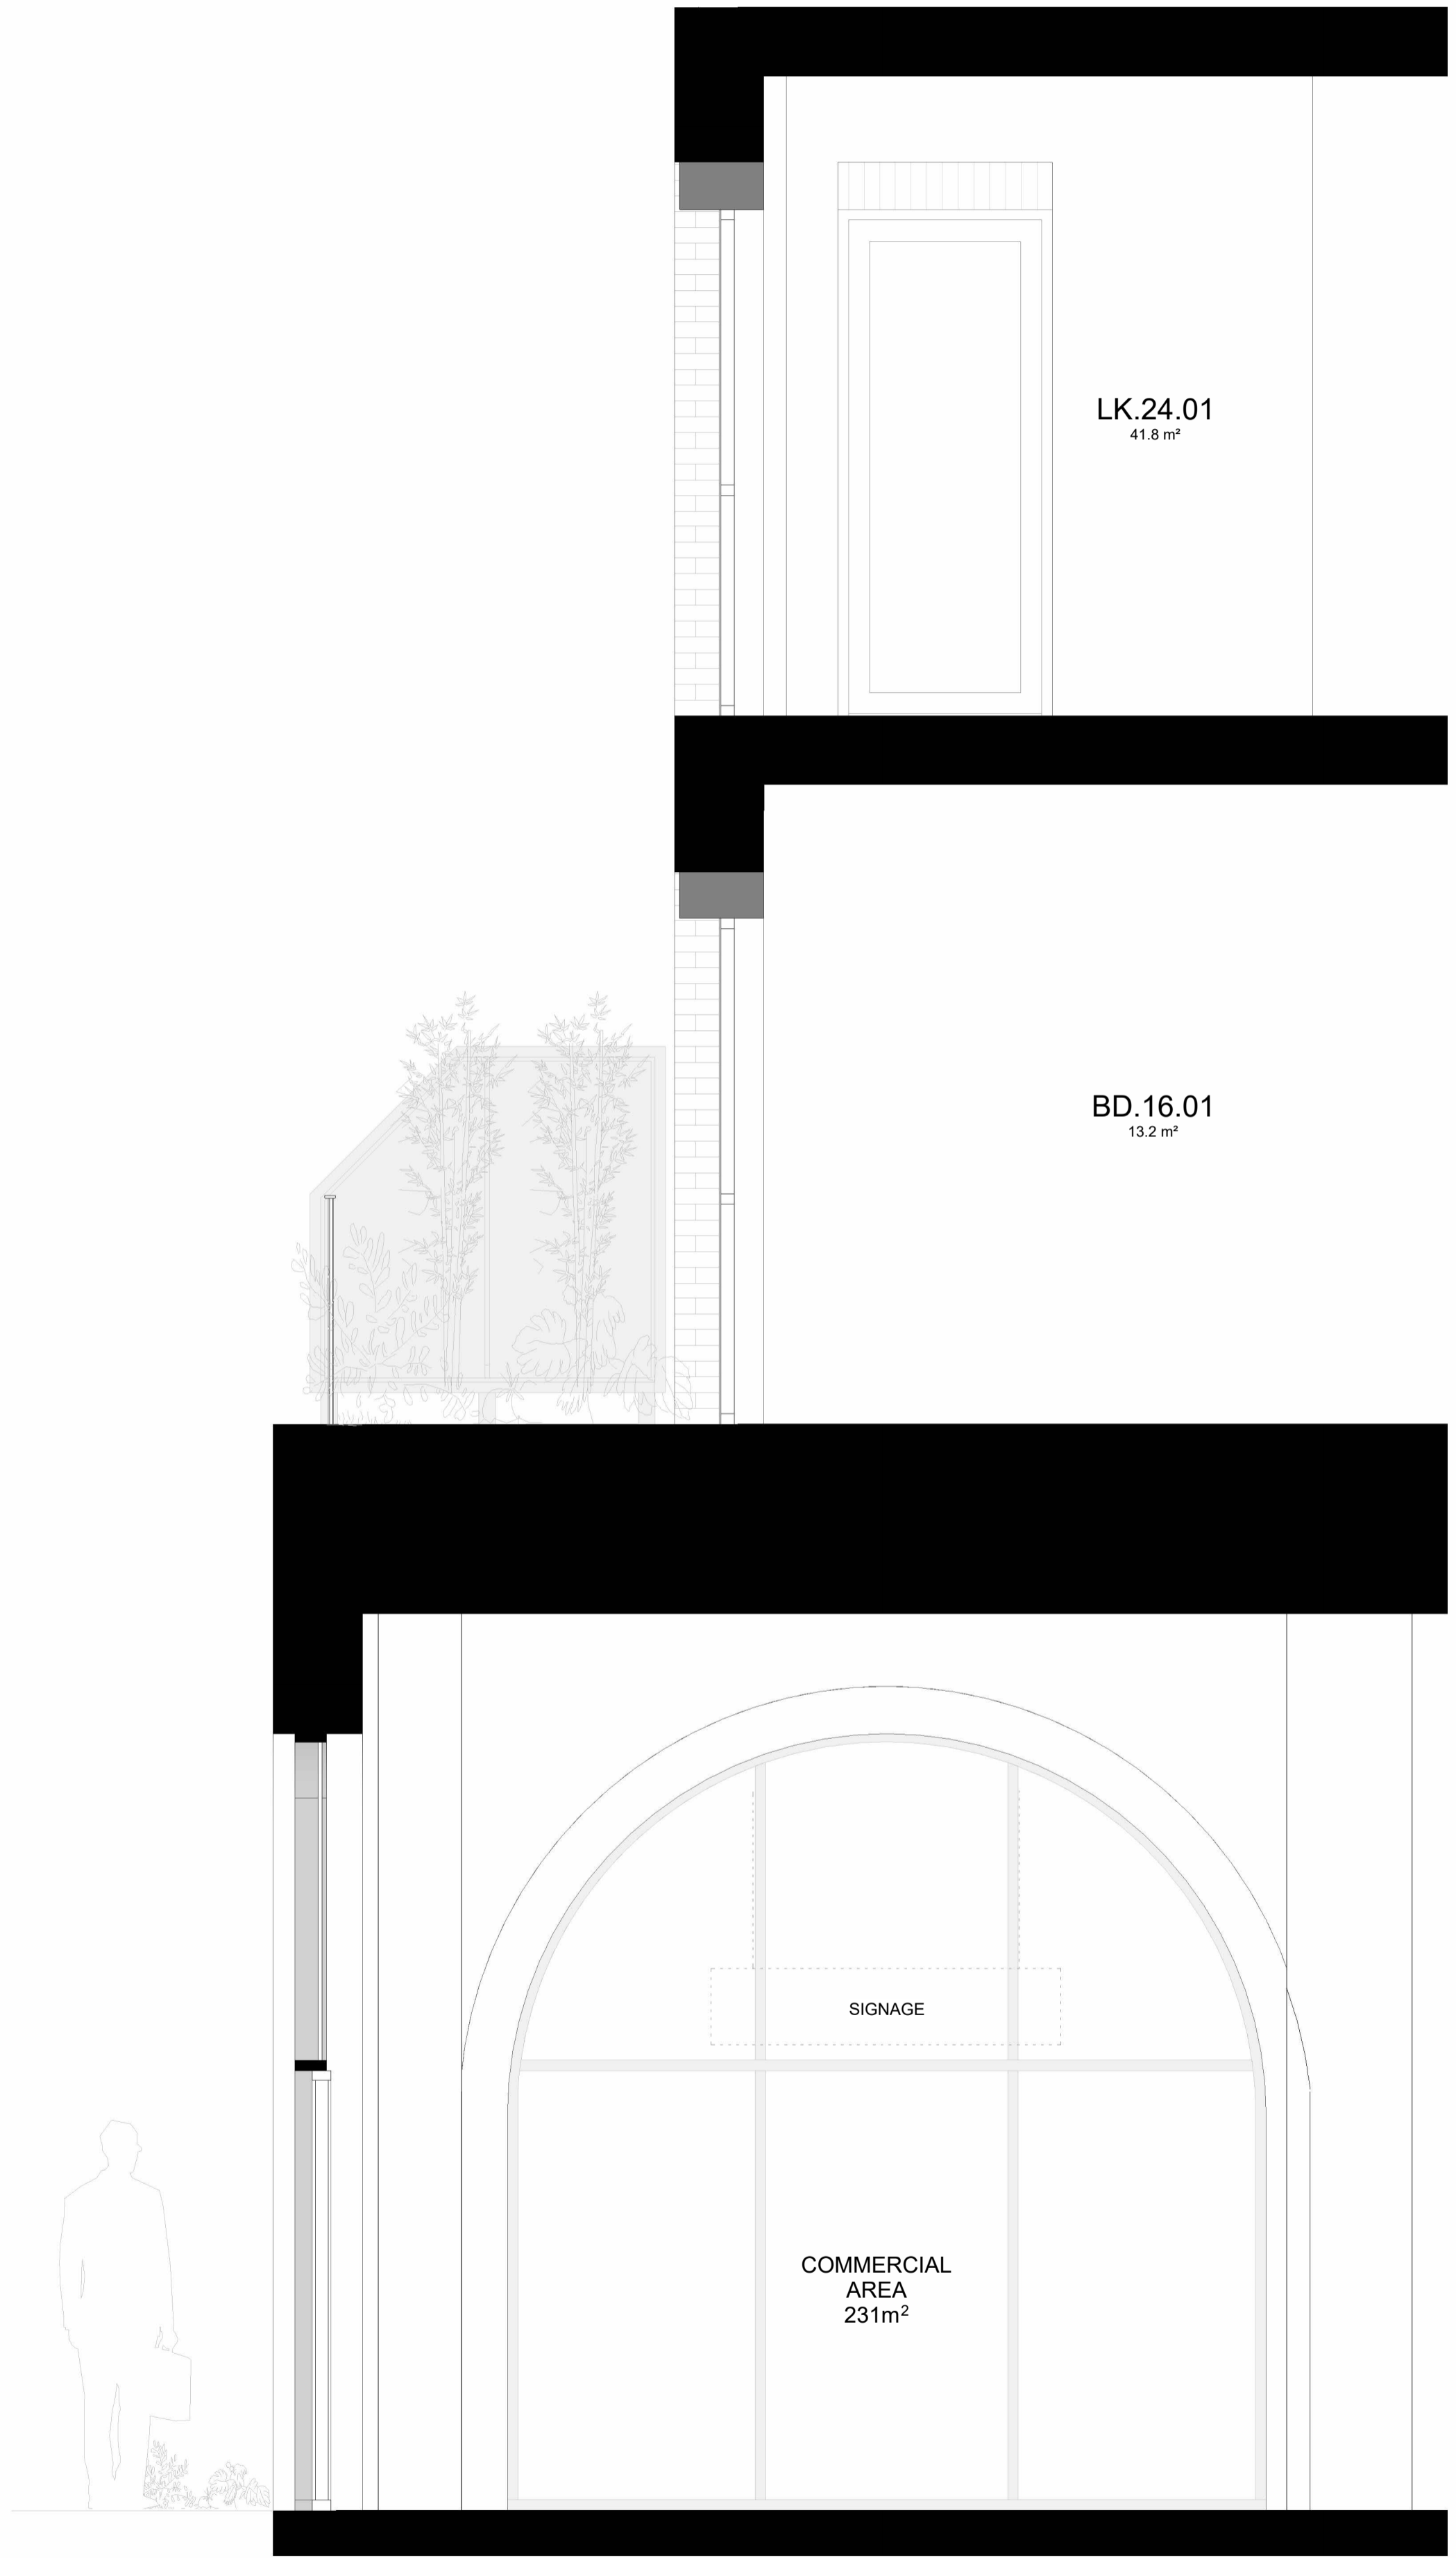 LK.24.01
41.8 m²
BD.16.01
13.2 m²
SIGNAGE
COMMERCIAL
AREA
231m²